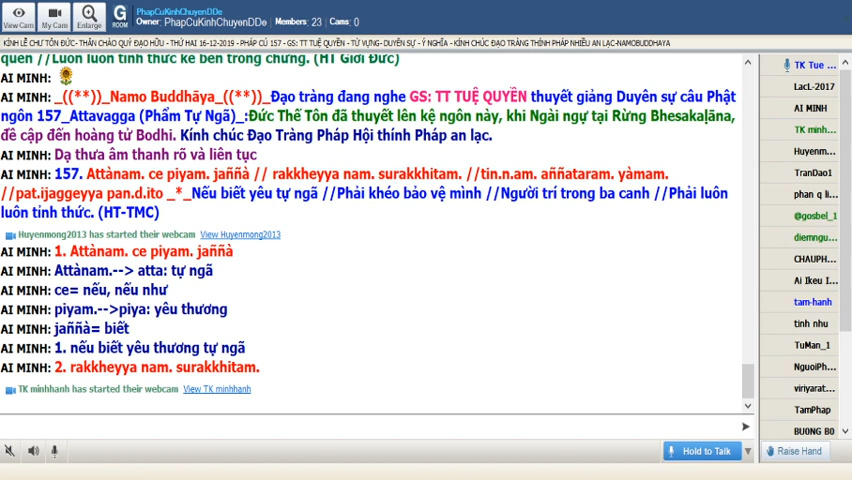 PhapCuKinhChuyenDDe
Owner: PhapCuKinhChuyenDDe Members: 23 Cams: 0
View Cam My Cam Enlarge G ROOM
KÍNH LỄ CHƯ TÔN ĐỨC- THÂN CHÀO QUÝ ĐẠO HỮU - THỨ HAI 16-12-2019 - PHÁP CÚ 157 - GS: TT TUỆ QUYỀN - TỪ VỰNG- DUYÊN SỰ - Ý NGHĨA - KÍNH CHÚC ĐẠO TRÀNG THÍNH PHÁP NHIỀU AN LẠC-NAMOBUDDHAYA
quên //Luôn luôn tỉnh thức kẻ bên trong chứng. (HT Giới Đức)
AI MINH:
AI MINH: _((**))_Namo Buddhāya_((**))_Đạo tràng đang nghe GS: TT TUỆ QUYỀN thuyết giảng Duyên sự câu Phật
ngôn 157_Attavagga (Phẩm Tự Ngã)_:Đức Thế Tôn đã thuyết lên kệ ngôn này, khi Ngài ngự tại Rừng Bhesakaḷāna,
đề cập đến hoàng tử Bodhi. Kính chúc Đạo Tràng Pháp Hội thính Pháp an lạc.
AI MINH: Dạ thưa âm thanh rõ và liên tục
AI MINH: 157. Attànam. ce piyam. jaññà // rakkheyya nam. surakkhitam. //tin.n.am. aññataram. yàmam.
//pat.ijaggeyya pan.d.ito _*_Nếu biết yêu tự ngã //Phải khéo bảo vệ mình //Người trí trong ba canh //Phải luôn
luôn tỉnh thức. (HT-TMC)
Huyenmong2013 has started their webcam View Huyenmong2013
AI MINH: 1. Attànam. ce piyam. jaññà
AI MINH: Attànam.--> atta: tự ngã
AI MINH: ce= nếu, nếu như
AI MINH: piyam.-->piya: yêu thương
AI MINH: jaññà= biết
AI MINH: 1. nếu biết yêu thương tự ngã
AI MINH: 2. rakkheyya nam. surakkhitam.
TK minhhanh has started their webcam View TK minhhanh
Hold to Talk
Raise Hand
TK Tue ...
LacL-2017
AI MINH
TK minh...
Huyenm...
TranDao1
phan q li...
@gosbel_1
diemngu...
CHAUPH...
Ai Ikeu I ...
tam-hanh
tinh nhu
TuMan_1
NguoiPh...
viriyarat...
TamPhap
BUONG B0